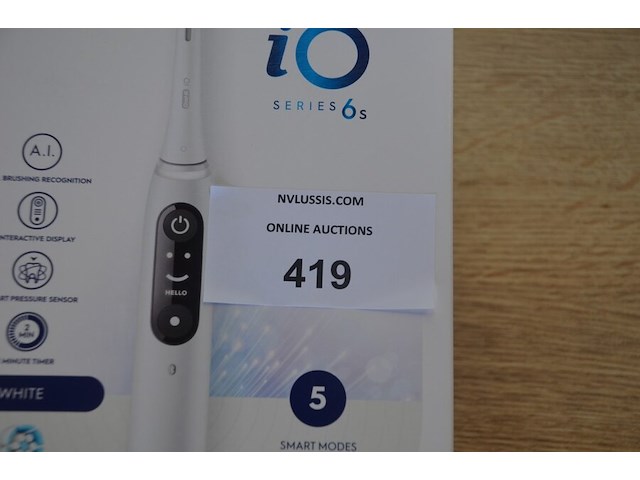 iO
SERIES 6s
A.I.
BRUSHING RECOGNITION
NTERACTIVE DISPLAY
RT PRESSURE SENSOR
2
MIN
MINUTE TIMER
WHITE
HELLO
NVLUSSIS.COM
ONLINE AUCTIONS
419
5
SMART MODES